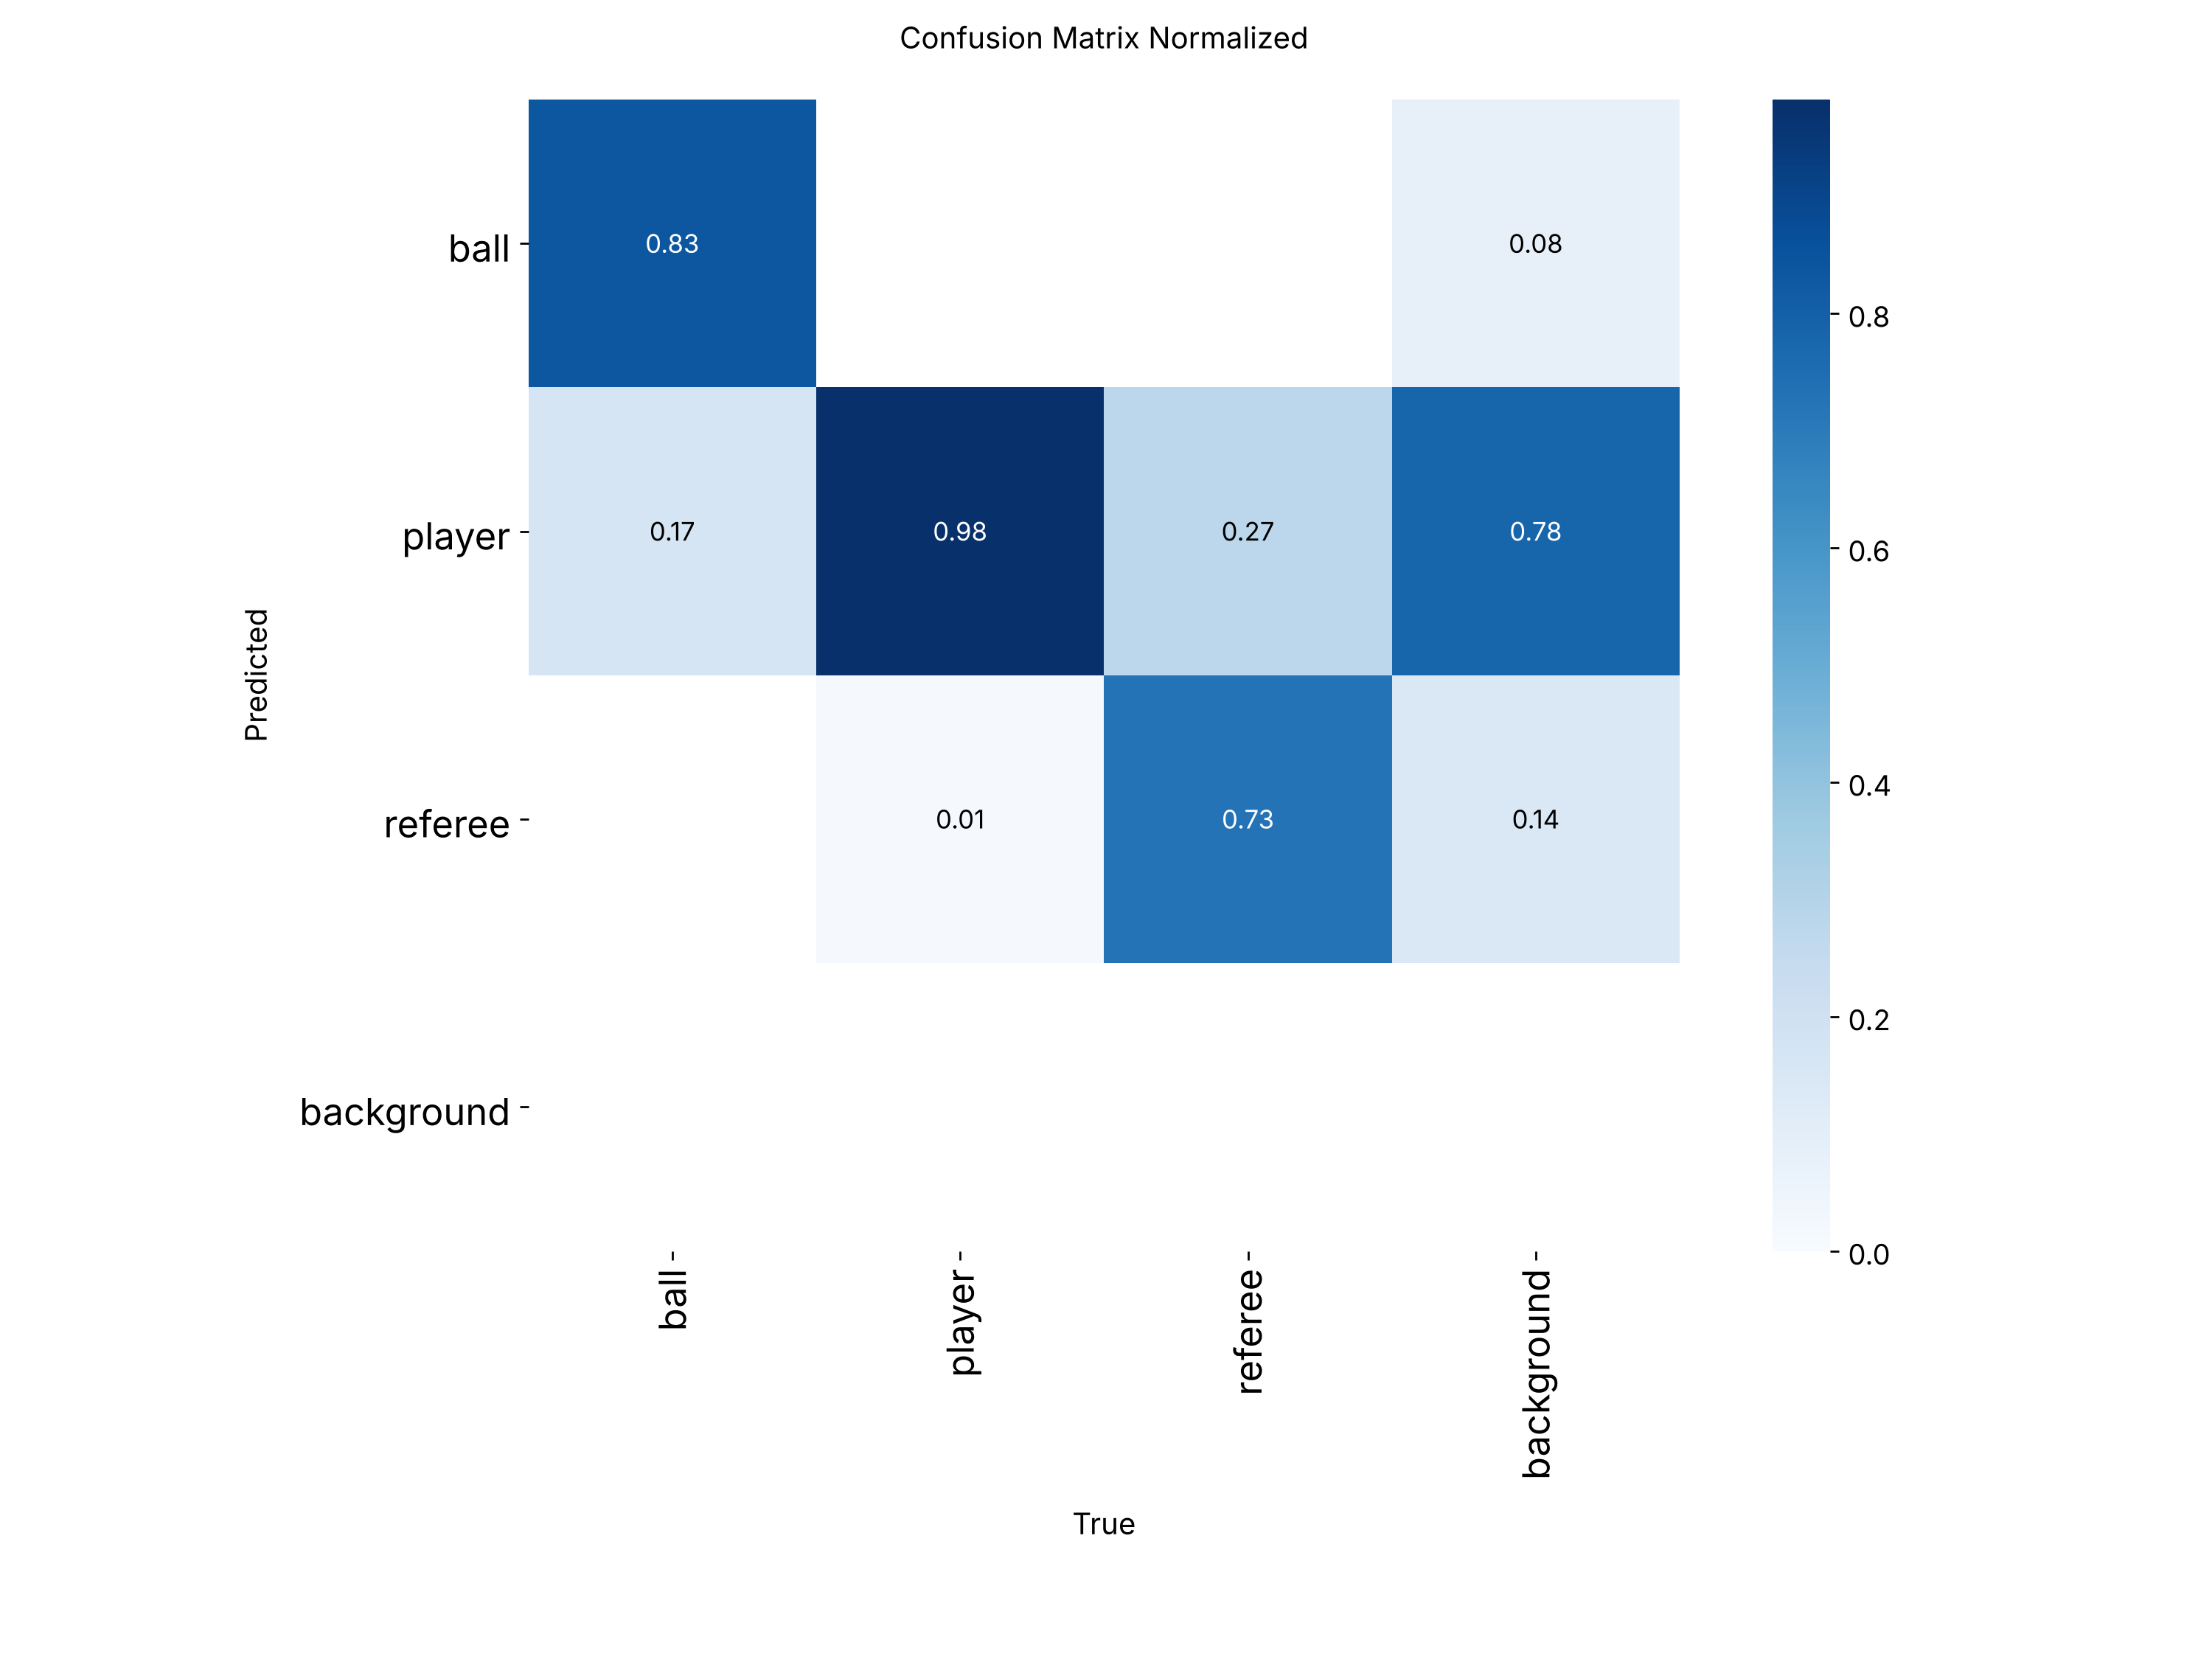 Confusion Matrix Normalized
ball
0.83
0.08
0.8
player
0.17
0.98
0.27
0.78
0.6
Predicted
referee
0.01
0.73
0.14
0.4
background
0.2
0.0
ball
player
referee
background
True